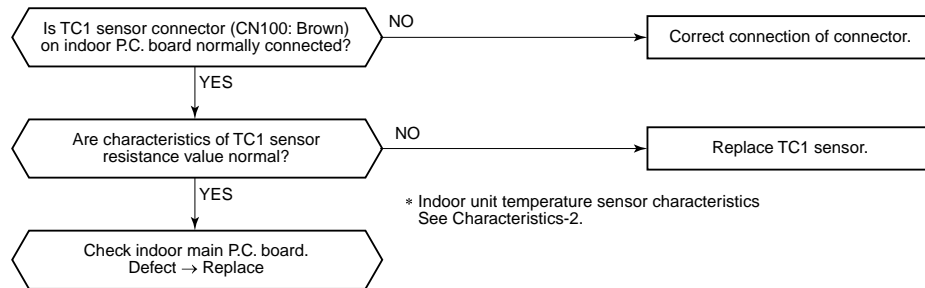 Is TC1 sensor connector (CN100: Brown)
on indoor P.C. board normally connected?
NO
Correct connection of connector.
YES
Are characteristics of TC1 sensor
resistance value normal?
NO
Replace TC1 sensor.
YES
* Indoor unit temperature sensor characteristics
See Characteristics-2.
Check indoor main P.C. board.
Defect → Replace